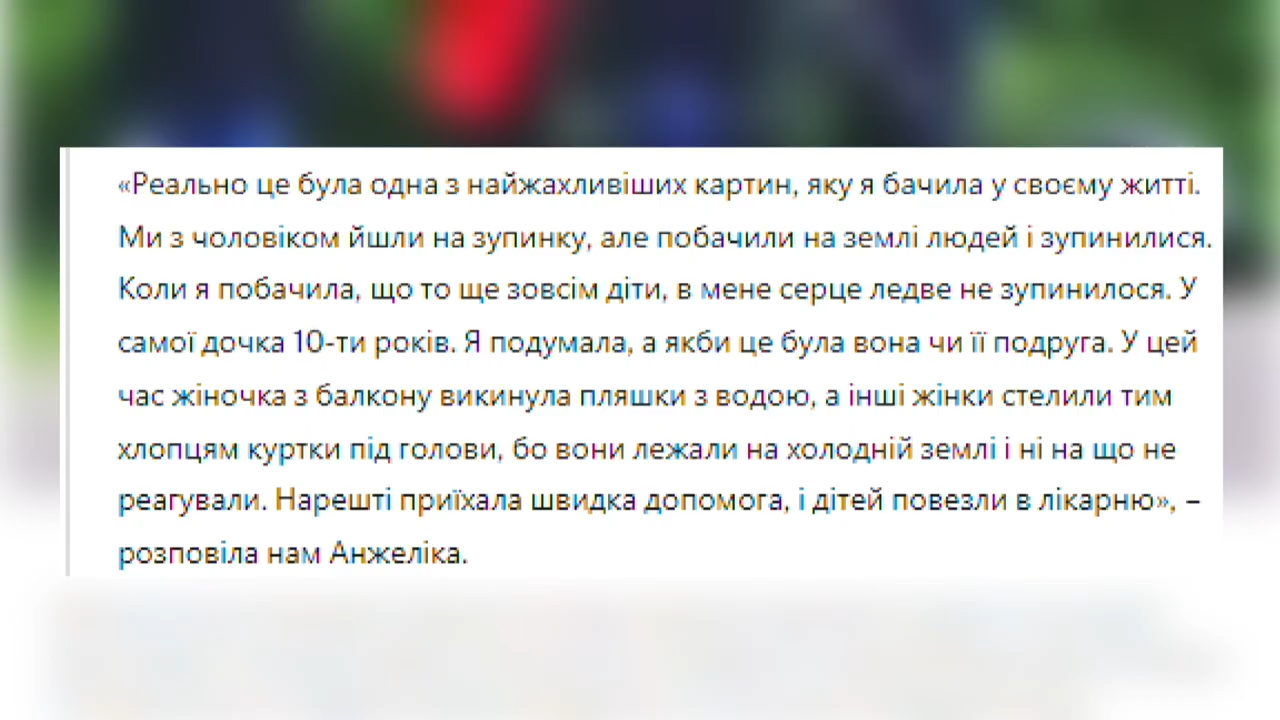 «Реально це була одна з найжахливіших картин, яку я бачила у своєму житті.
Ми з чоловіком йшли на зупинку, але побачили на землі людей і зупинилися.
Коли я побачила, що то ще зовсім діти, в мене серце ледве не зупинилося. У
самої дочка 10-ти років. Я подумала, а якби це була вона чи її подруга. У цей
час жіночка з балкону викинула пляшки з водою, а інші жінки стелили тим
хлопцям куртки під голови, бо вони лежали на холодній землі і ні на що не
реагували. Нарешті приїхала швидка допомога, і дітей повезли в лікарню», –
розповіла нам Анжеліка.